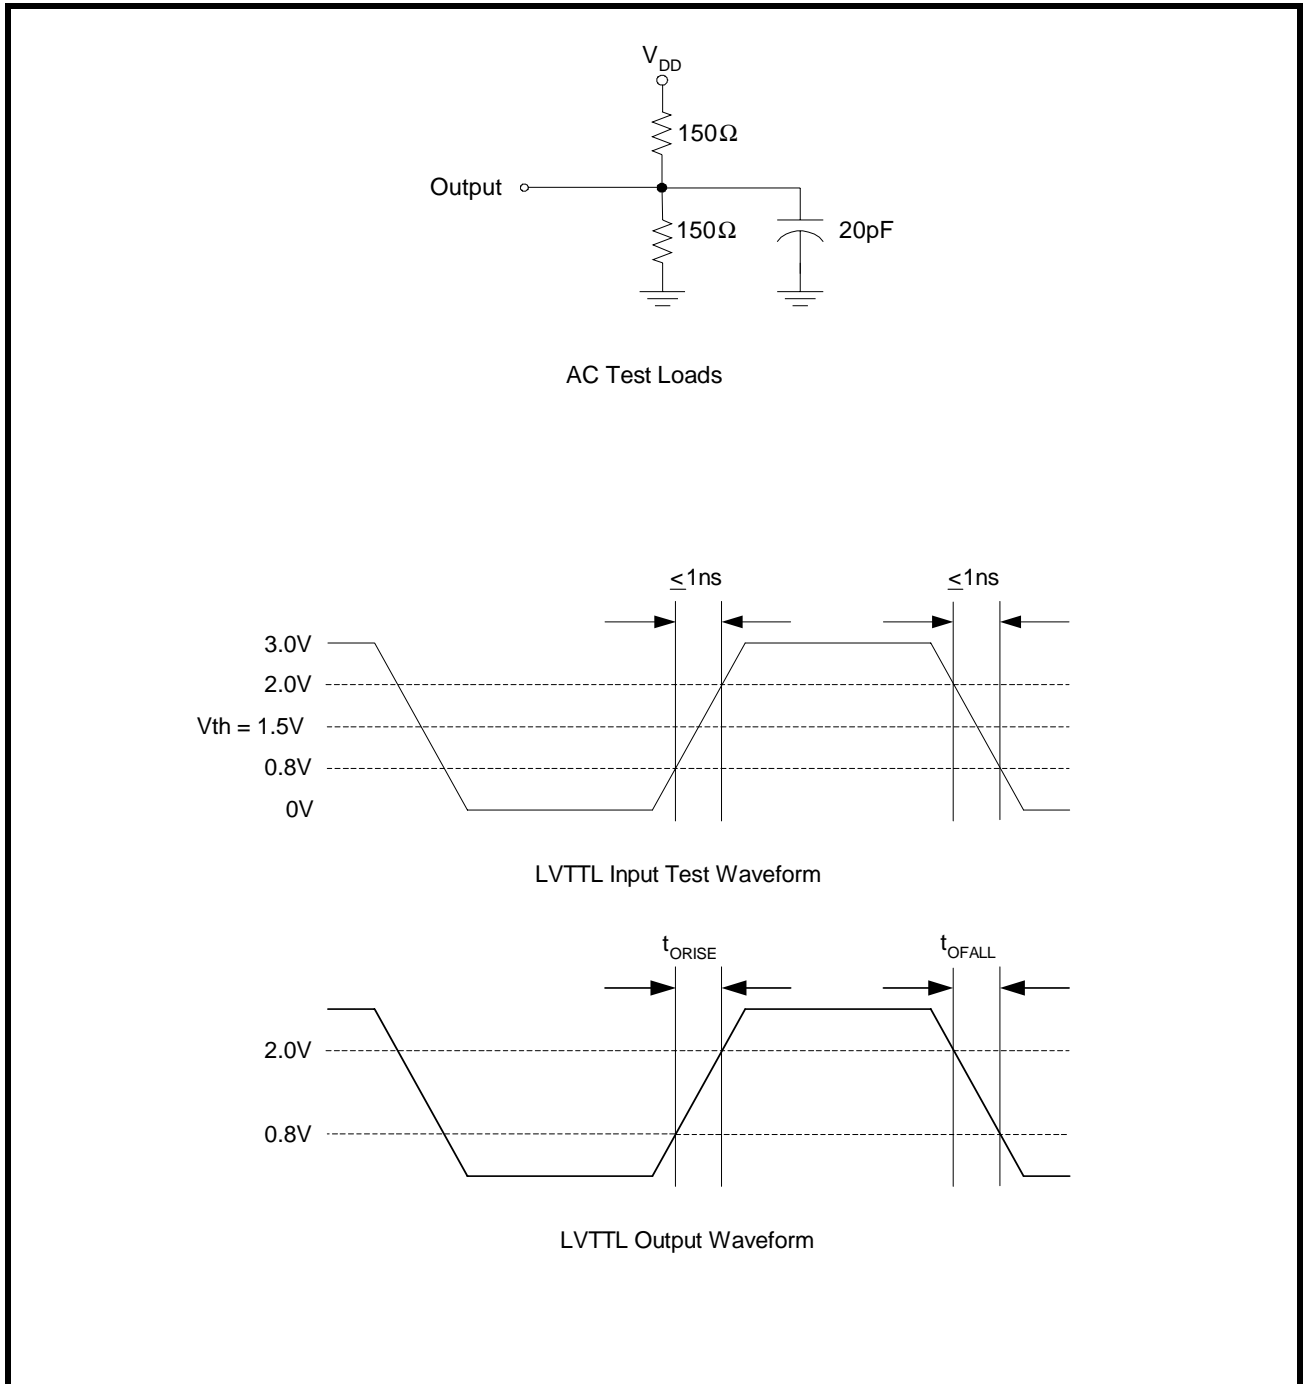 V_DD
150Ω
Output
150Ω
20pF
AC Test Loads
≤1ns
≤1ns
3.0V
2.0V
Vth = 1.5V
0.8V
0V
LVTTL Input Test Waveform
t_ORISE
t_OFALL
2.0V
0.8V
LVTTL Output Waveform